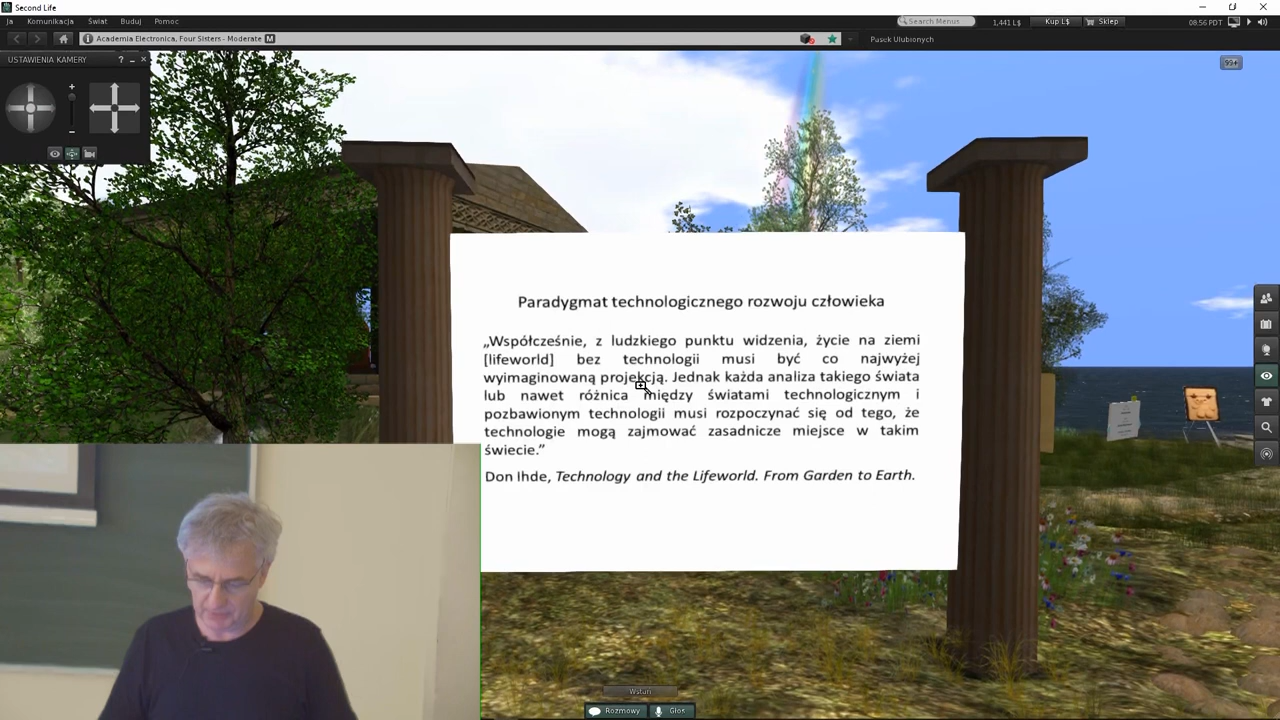 Second Life
Ja Komunikacja Świat Buduj Pomoc
Search Menus
1,441 L$
Kup L$
Sklep
08:56 PDT
Academia Electronica, Four Sisters - Moderate M
Pasek Ulubionych
USTAWIENIA KAMERY ? _ ×
99+
Paradygmat technologicznego rozwoju człowieka
„Współcześnie, z ludzkiego punktu widzenia, życie na ziemi
[lifeworld] bez technologii musi być co najwyżej
wyimaginowaną projekcją. Jednak każda analiza takiego świata
lub nawet różnica między światami technologicznym i
pozbawionym technologii musi rozpoczynać się od tego, że
technologie mogą zajmować zasadnicze miejsce w takim
świecie.”
Don Ihde, Technology and the Lifeworld. From Garden to Earth.
Wstań
Rozmowy
Głos